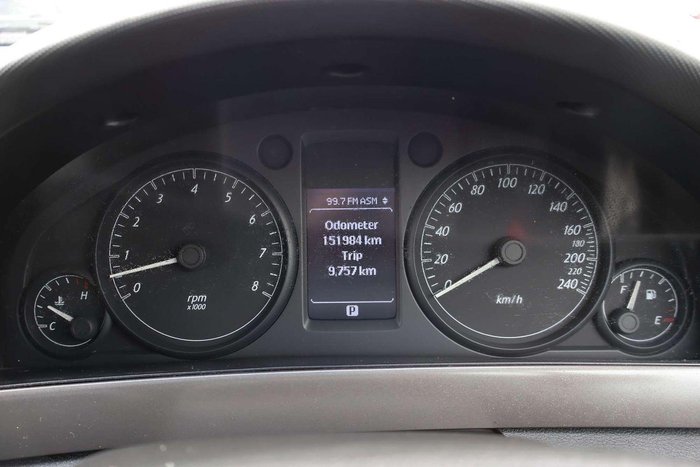 99.7 FM ASM
Odometer
151984 km
Trip
9,757 km
P
0
1
2
3
4
5
6
7
8
rpm
x1000
0
20
40
60
80
100
120
140
160
180
200
220
240
km/h
H
C
F
E